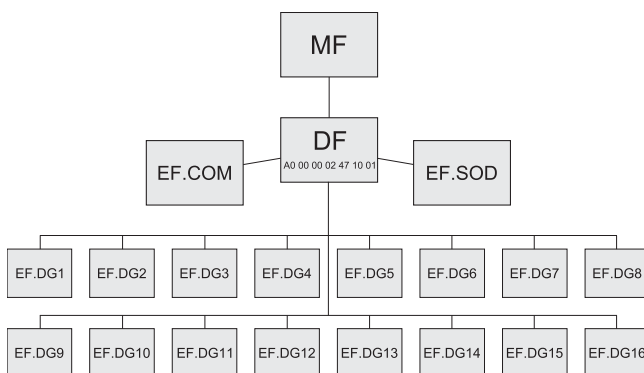 MF
DF
A0 00 00 02 47 10 01
EF.COM
EF.SOD
EF.DG1
EF.DG2
EF.DG3
EF.DG4
EF.DG5
EF.DG6
EF.DG7
EF.DG8
EF.DG9
EF.DG10
EF.DG11
EF.DG12
EF.DG13
EF.DG14
EF.DG15
EF.DG16